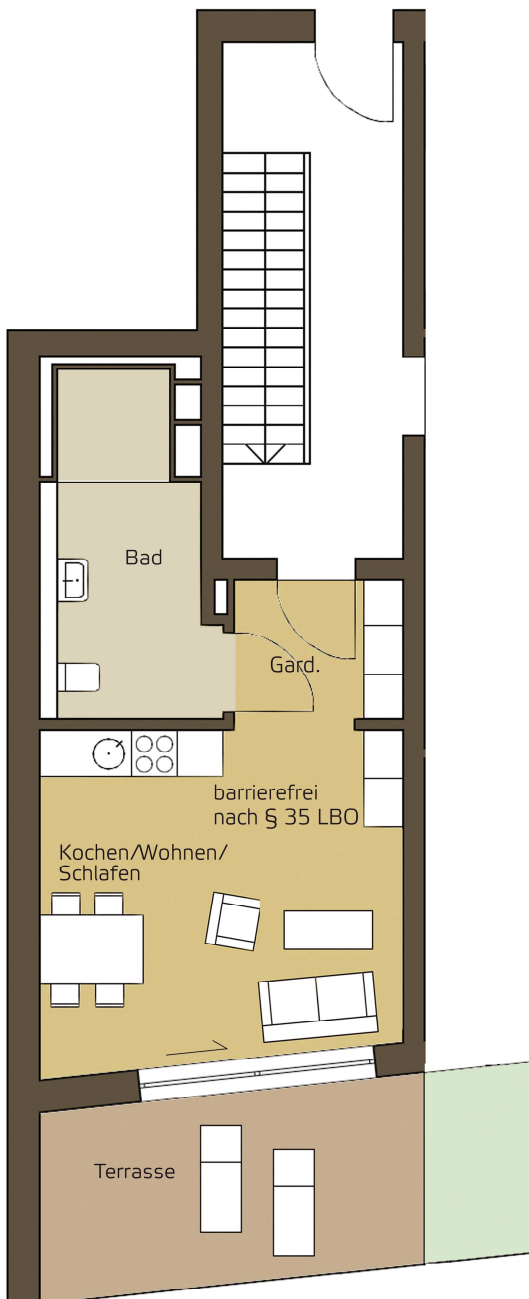 Bad
Gard.
barrierefrei
nach § 35 LBO
Kochen/Wohnen/
Schlafen
Terrasse